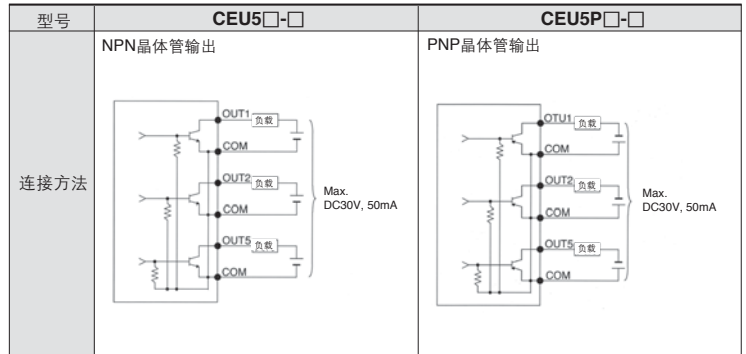 型号 CEU5□-□ CEU5P□-□
连接方法
NPN晶体管输出
OUT1 负载
COM
OUT2 负载
COM
OUT5 负载
COM
Max.
DC30V, 50mA
PNP晶体管输出
OTU1 负载
COM
OUT2 负载
COM
OUT5 负载
COM
Max.
DC30V, 50mA